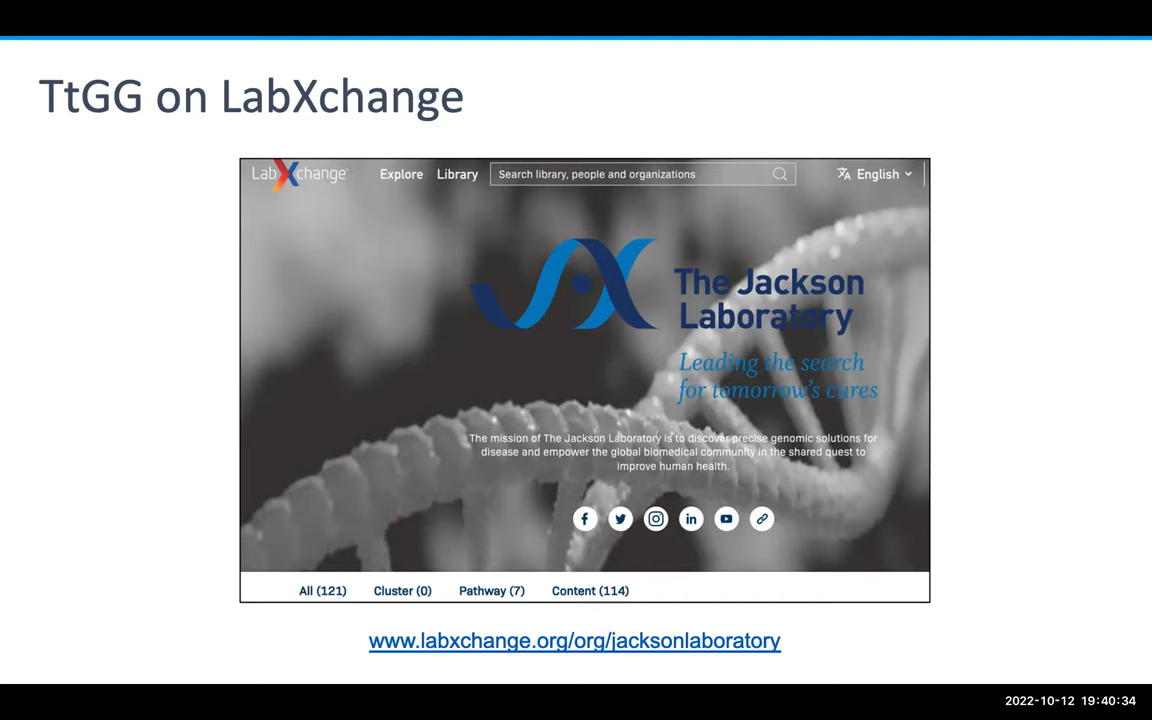 TtGG on LabXchange
LabXchange
Explore
Library
Search library, people and organizations
English
The Jackson
Laboratory
Leading the search
for tomorrow's cures
The mission of The Jackson Laboratory is to discover precise genomic solutions for
disease and empower the global biomedical community in the shared quest to
improve human health.
All (121)
Cluster (0)
Pathway (7)
Content (114)
www.labxchange.org/org/jacksonlaboratory
2022-10-12 19:40:34